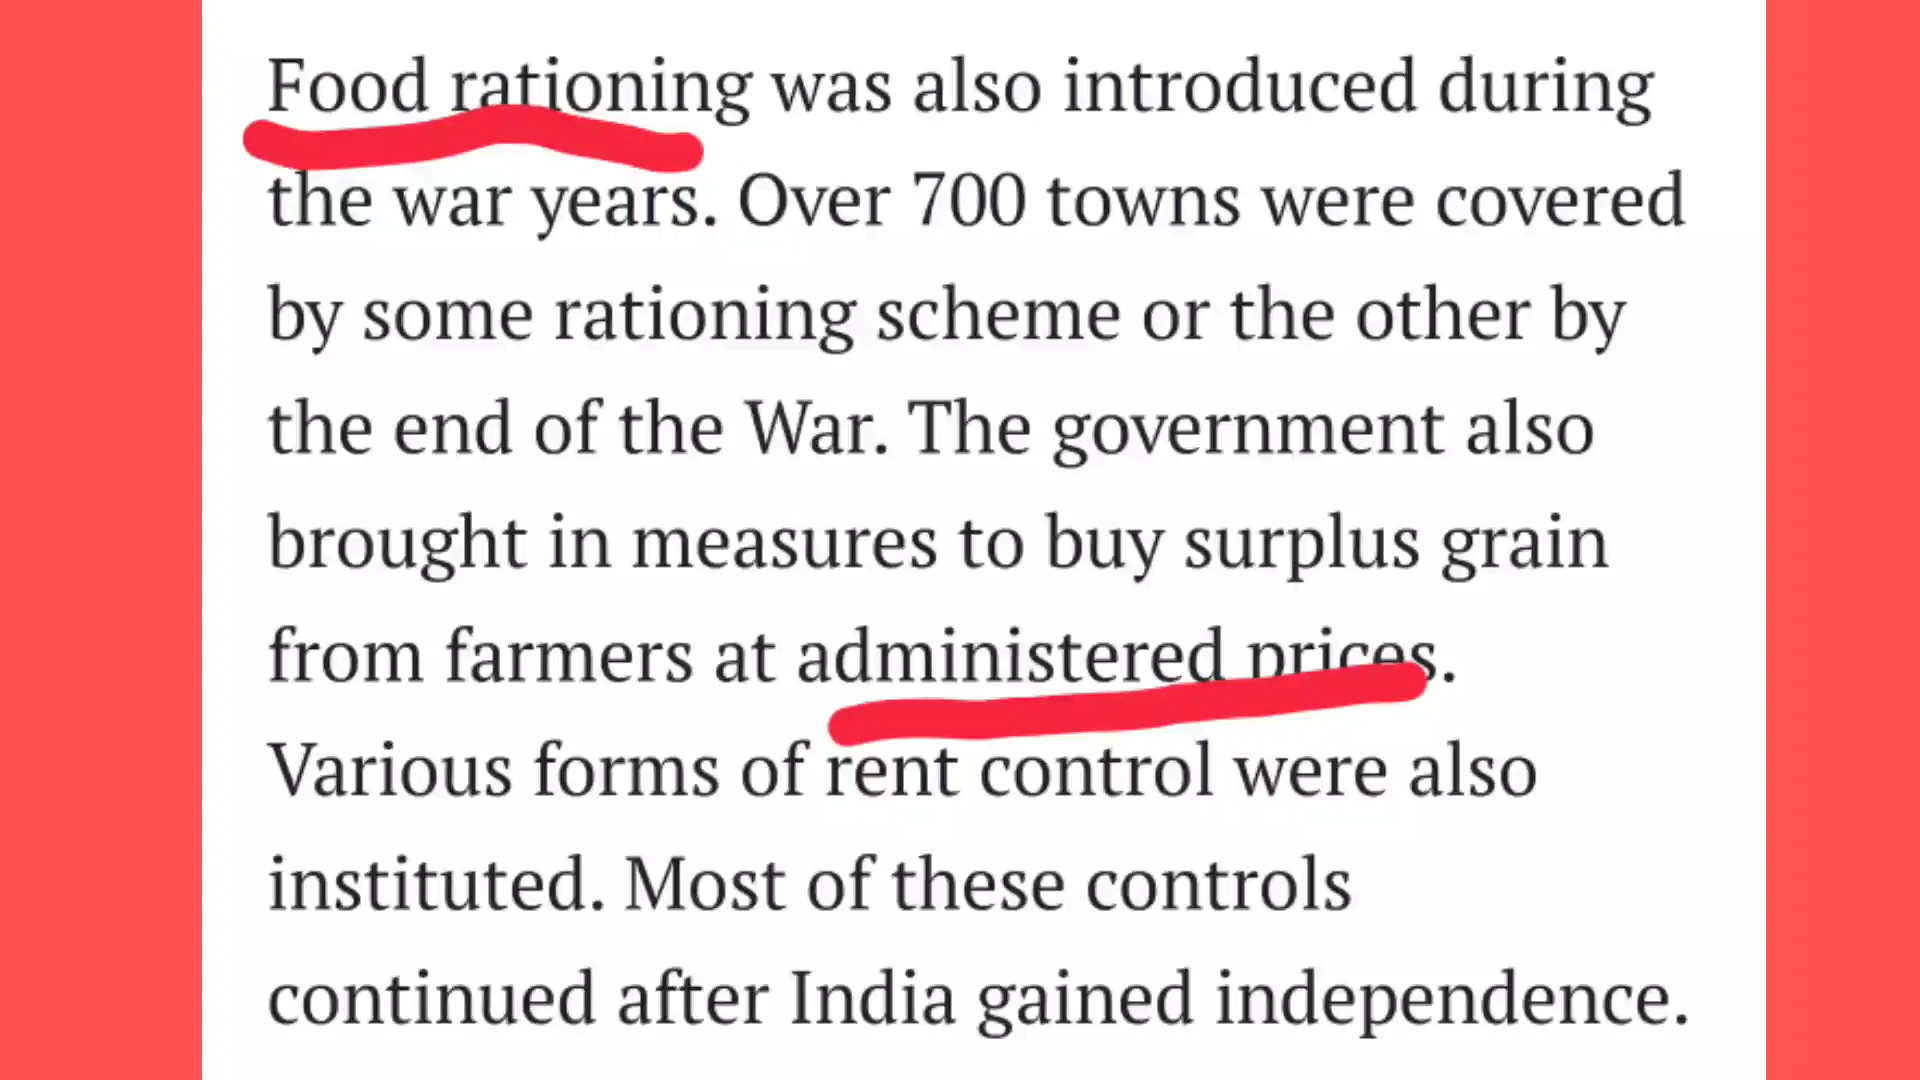 Food rationing was also introduced during
the war years. Over 700 towns were covered
by some rationing scheme or the other by
the end of the War. The government also
brought in measures to buy surplus grain
from farmers at administered prices.
Various forms of rent control were also
instituted. Most of these controls
continued after India gained independence.